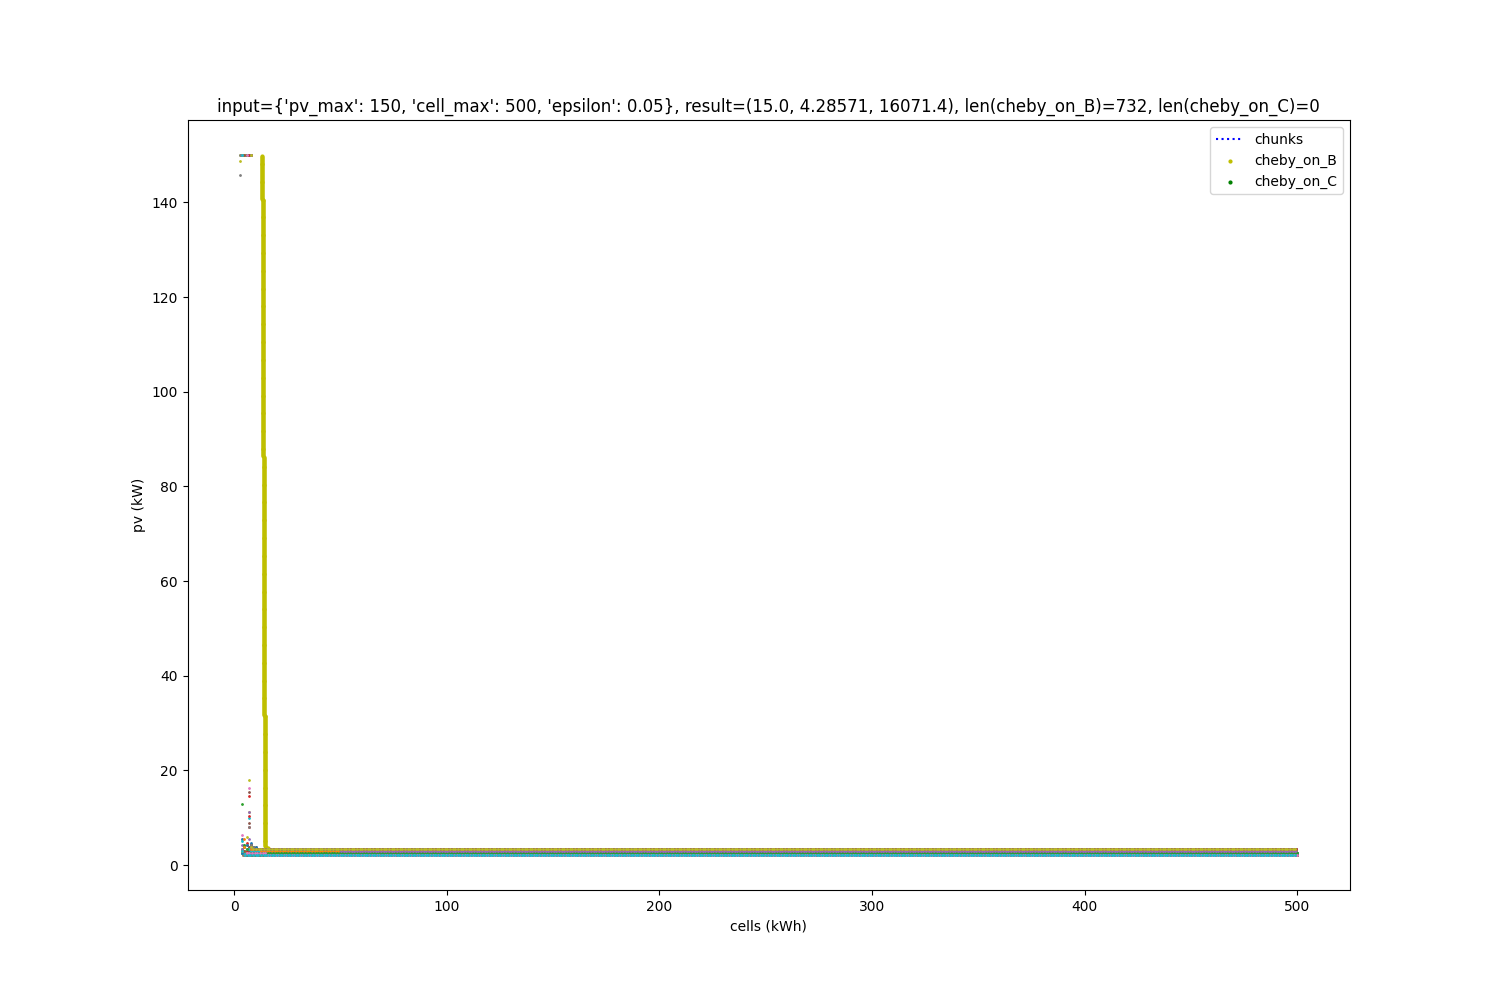 input={'pv_max': 150, 'cell_max': 500, 'epsilon': 0.05}, result=(15.0, 4.28571, 16071.4), len(cheby_on_B)=732, len(cheby_on_C)=0
chunks
cheby_on_B
cheby_on_C
140
120
100
80
60
40
20
0
pv (kW)
0
100
200
300
400
500
cells (kWh)